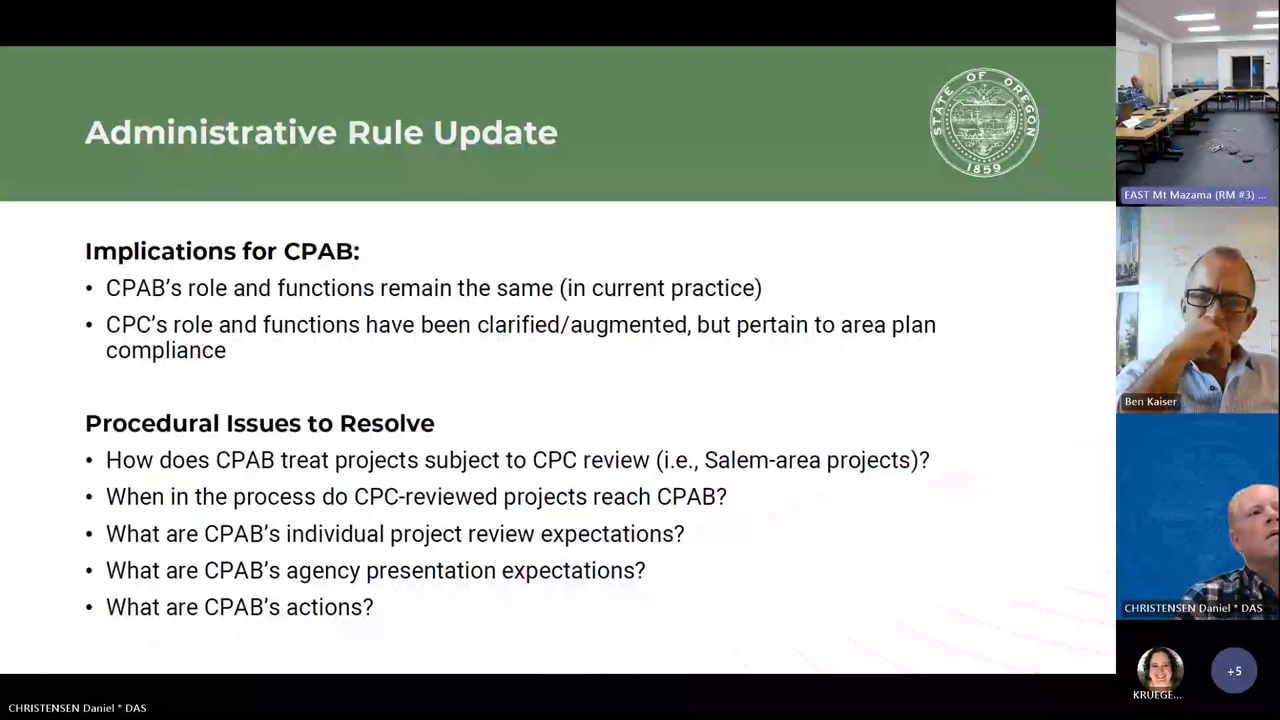 Administrative Rule Update
STATE OF OREGON
1859
Implications for CPAB:
• CPAB's role and functions remain the same (in current practice)
• CPC's role and functions have been clarified/augmented, but pertain to area plan
compliance
Procedural Issues to Resolve
• How does CPAB treat projects subject to CPC review (i.e., Salem-area projects)?
• When in the process do CPC-reviewed projects reach CPAB?
• What are CPAB's individual project review expectations?
• What are CPAB's agency presentation expectations?
• What are CPAB's actions?
EAST Mt Mazama (RM #3) ...
Ben Kaiser
CHRISTENSEN Daniel * DAS
KRUEGE...
+5
CHRISTENSEN Daniel * DAS